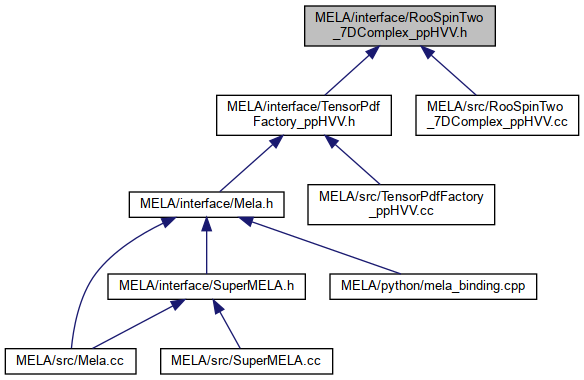 MELA/interface/RooSpinTwo
_7DComplex_ppHVV.h
MELA/interface/TensorPdf
Factory_ppHVV.h
MELA/src/RooSpinTwo
_7DComplex_ppHVV.cc
MELA/interface/Mela.h
MELA/src/TensorPdfFactory
_ppHVV.cc
MELA/interface/SuperMELA.h
MELA/python/mela_binding.cpp
MELA/src/Mela.cc
MELA/src/SuperMELA.cc